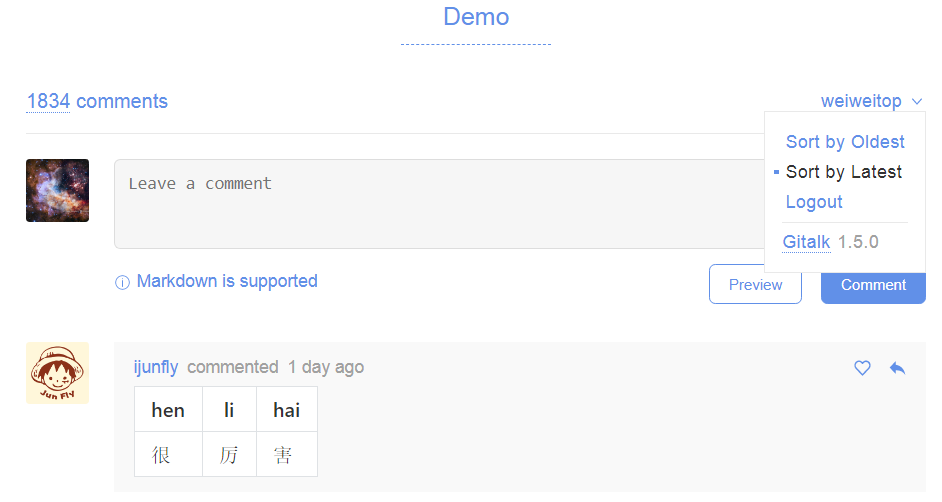 Demo
1834 comments
weiweitop
Sort by Oldest
Sort by Latest
Logout
Gitalk 1.5.0
Leave a comment
Markdown is supported
Preview
Comment
Jun Fly
ijunfly commented 1 day ago
hen li hai
很 厉 害